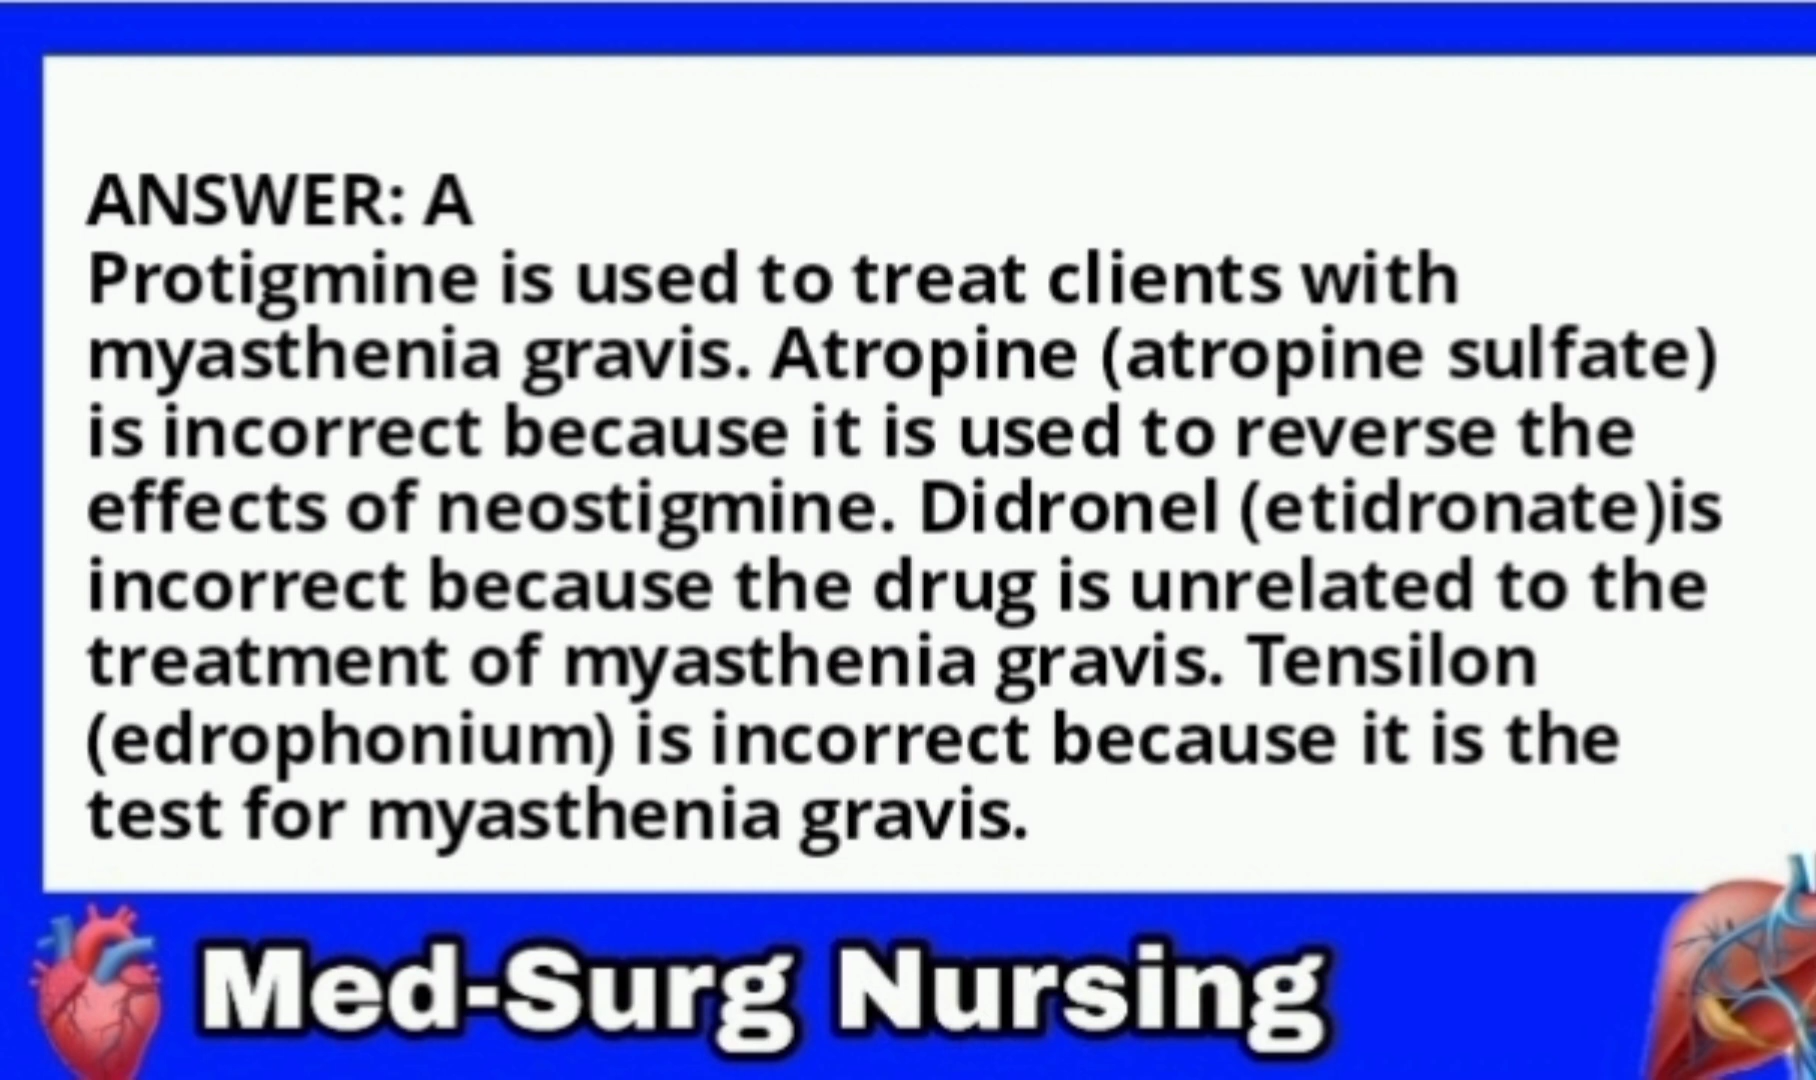 ANSWER: A
Protigmine is used to treat clients with
myasthenia gravis. Atropine (atropine sulfate)
is incorrect because it is used to reverse the
effects of neostigmine. Didronel (etidronate)is
incorrect because the drug is unrelated to the
treatment of myasthenia gravis. Tensilon
(edrophonium) is incorrect because it is the
test for myasthenia gravis.
Med-Surg Nursing